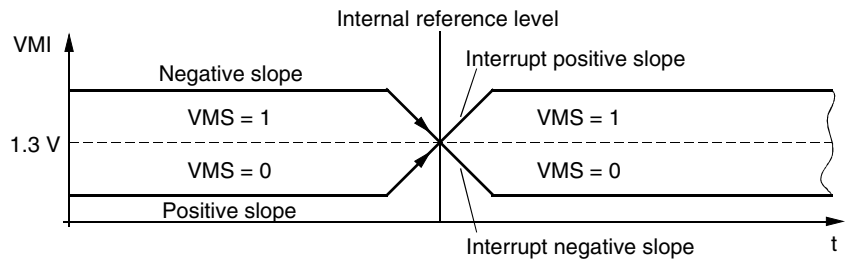 Internal reference level
VMI
Negative slope
Interrupt positive slope
VMS = 1
VMS = 1
1.3 V
VMS = 0
VMS = 0
Positive slope
Interrupt negative slope
t